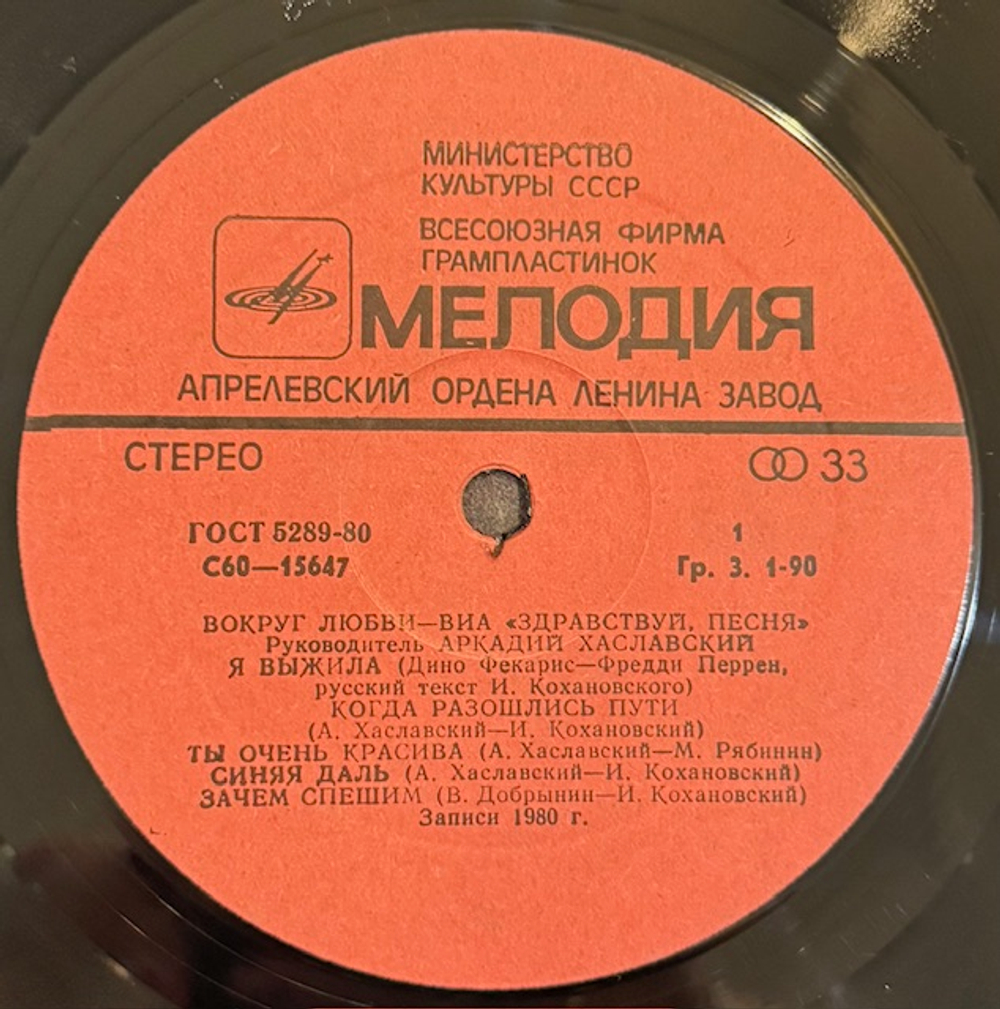 МИНИСТЕРСТВО
КУЛЬТУРЫ СССР
ВСЕСОЮЗНАЯ ФИРМА
ГРАМПЛАСТИНОК
МЕЛОДИЯ
АПРЕЛЕВСКИЙ ОРДЕНА ЛЕНИНА ЗАВОД
СТЕРЕО
33
ГОСТ 5289-80
1
С60—15647
Гр. 3. 1-90
ВОКРУГ ЛЮБВИ—ВИА «ЗДРАВСТВУЙ, ПЕСНЯ»
Руководитель АРКАДИЙ ХАСЛАВСКИЙ
Я ВЫЖИЛА (Дино Фекарис—Фредди Перрен,
русский текст И. Кохановского)
КОГДА РАЗОШЛИСЬ ПУТИ
(А. Хаславский—И. Кохановский)
ТЫ ОЧЕНЬ КРАСИВА (А. Хаславский—М. Рябинин)
СИНЯЯ ДАЛЬ (А. Хаславский—И. Кохановский)
ЗАЧЕМ СПЕШИМ (В. Добрынин—И. Кохановский)
Записи 1980 г.